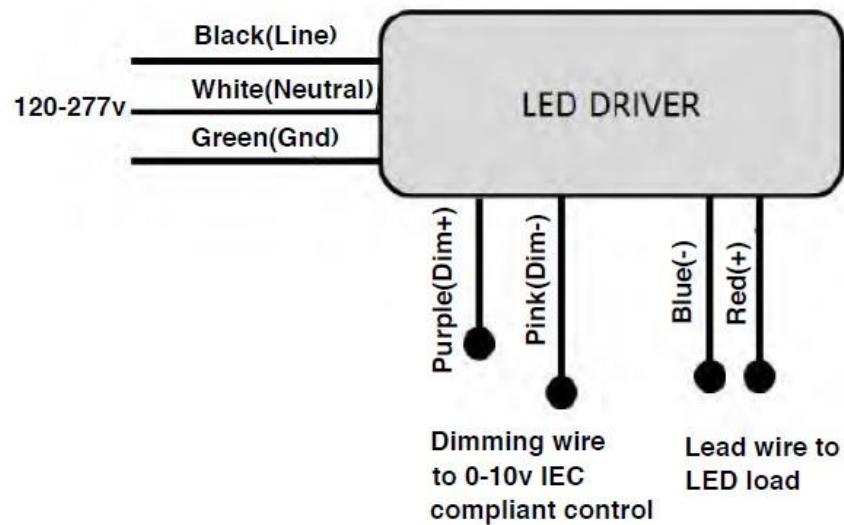 Black(Line)
White(Neutral)
120-277v
Green(Gnd)
LED DRIVER
Purple(Dim+)
Pink(Dim-)
Blue(-)
Red(+)
Dimming wire
to 0-10v IEC
compliant control
Lead wire to
LED load